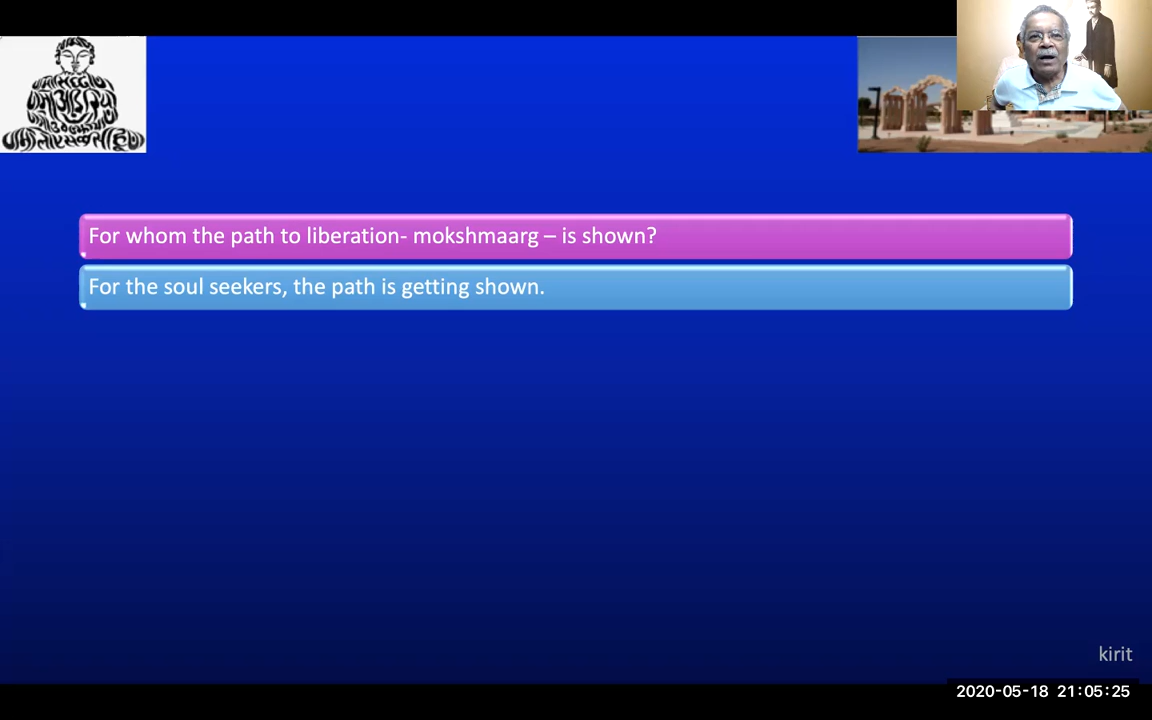 For whom the path to liberation- mokshmaarg – is shown?
For the soul seekers, the path is getting shown.
kirit
2020-05-18 21:05:25